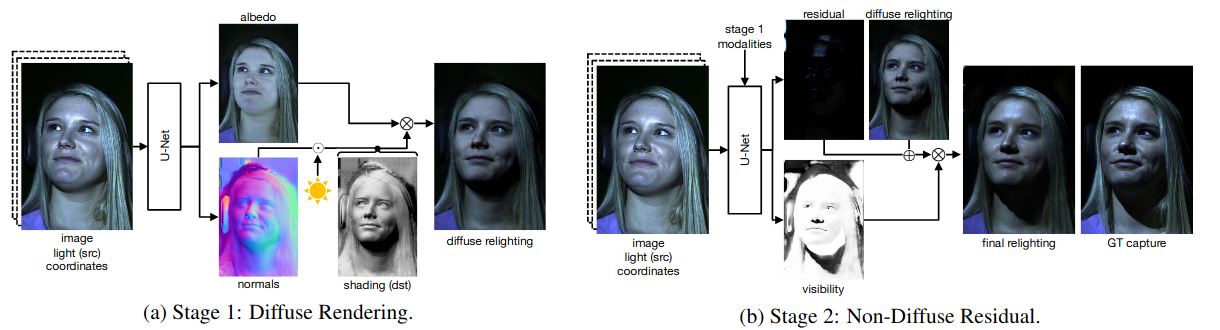 albedo
U-Net
image
light (src)
coordinates
normals
shading (dst)
diffuse relighting
(a) Stage 1: Diffuse Rendering.
residual
diffuse relighting
stage 1
modalities
U-Net
image
light (src)
coordinates
visibility
final relighting
GT capture
(b) Stage 2: Non-Diffuse Residual.